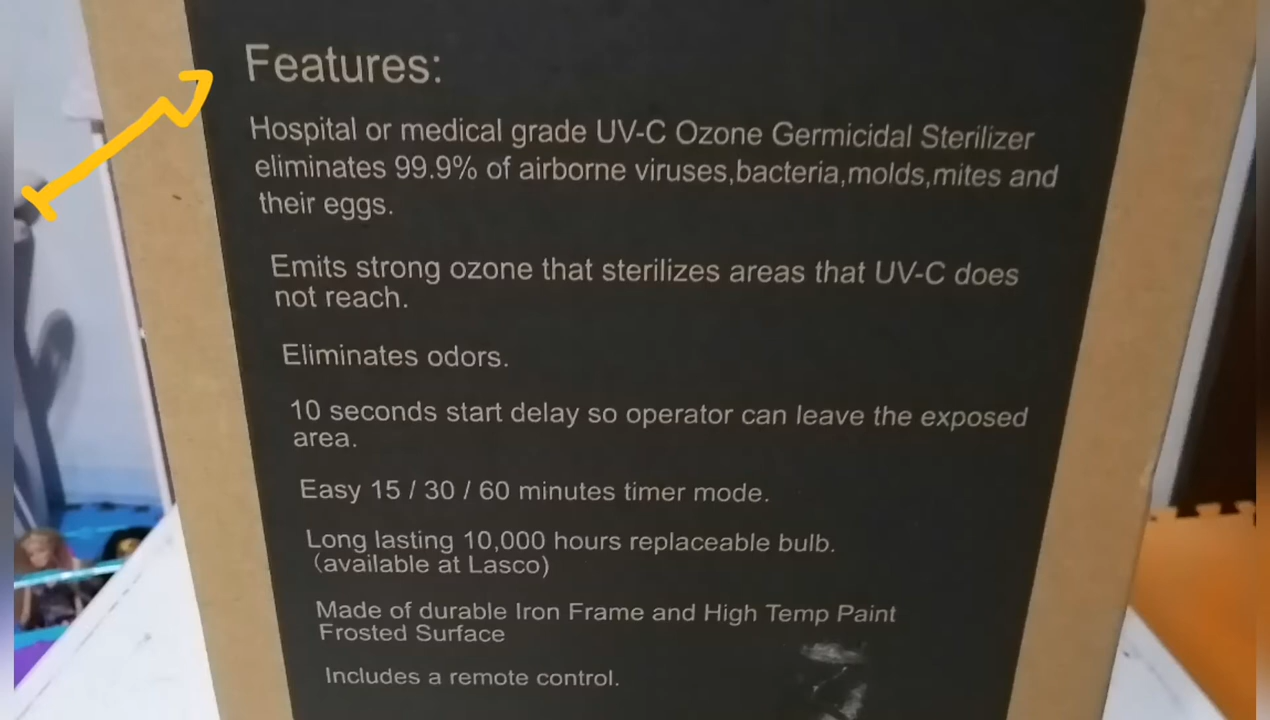 Features:
Hospital or medical grade UV-C Ozone Germicidal Sterilizer
eliminates 99.9% of airborne viruses,bacteria,molds,mites and
their eggs.
Emits strong ozone that sterilizes areas that UV-C does
not reach.
Eliminates odors.
10 seconds start delay so operator can leave the exposed
area.
Easy 15 / 30 / 60 minutes timer mode.
Long lasting 10,000 hours replaceable bulb.
(available at Lasco)
Made of durable Iron Frame and High Temp Paint
Frosted Surface
Includes a remote control.